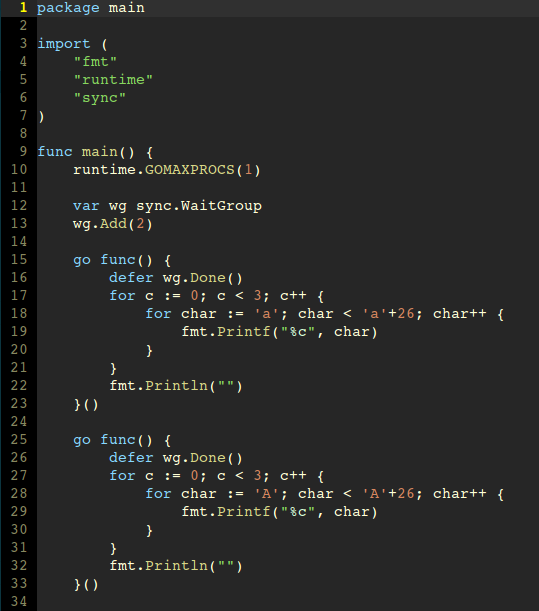 1 package main
2
3 import (
4     "fmt"
5     "runtime"
6     "sync"
7 )
8
9 func main() {
10     runtime.GOMAXPROCS(1)
11
12     var wg sync.WaitGroup
13     wg.Add(2)
14
15     go func() {
16         defer wg.Done()
17         for c := 0; c < 3; c++ {
18             for char := 'a'; char < 'a'+26; char++ {
19                 fmt.Printf("%c", char)
20             }
21         }
22         fmt.Println("")
23     }()
24
25     go func() {
26         defer wg.Done()
27         for c := 0; c < 3; c++ {
28             for char := 'A'; char < 'A'+26; char++ {
29                 fmt.Printf("%c", char)
30             }
31         }
32         fmt.Println("")
33     }()
34